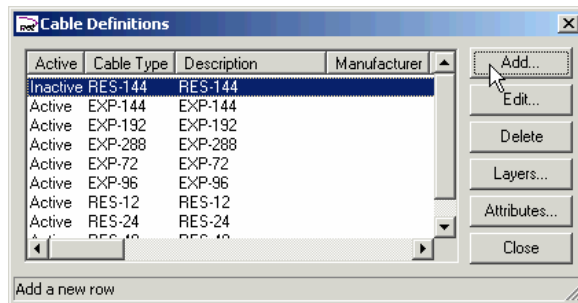 Cable Definitions
Active Cable Type Description Manufacturer
Inactive RES-144 RES-144
Active EXP-144 EXP-144
Active EXP-192 EXP-192
Active EXP-288 EXP-288
Active EXP-72 EXP-72
Active EXP-96 EXP-96
Active RES-12 RES-12
Active RES-24 RES-24
Add...
Edit...
Delete
Layers...
Attributes...
Close
Add a new row